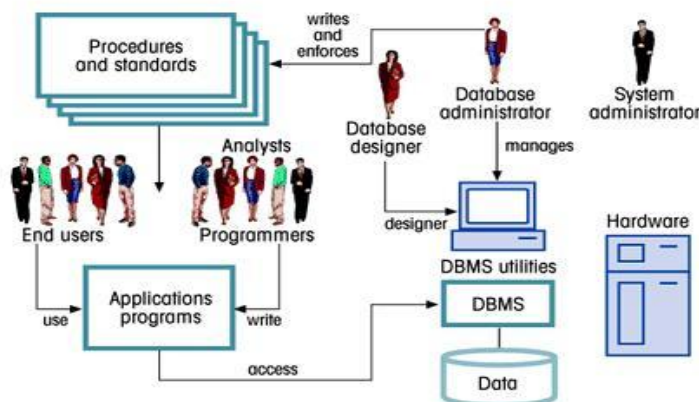 writes
and
enforces
Procedures
and standards
Database
designer
Database
administrator
System
administrator
Analysts
manages
End users
Programmers
designer
Hardware
DBMS utilities
Applications
programs
use
write
DBMS
access
Data